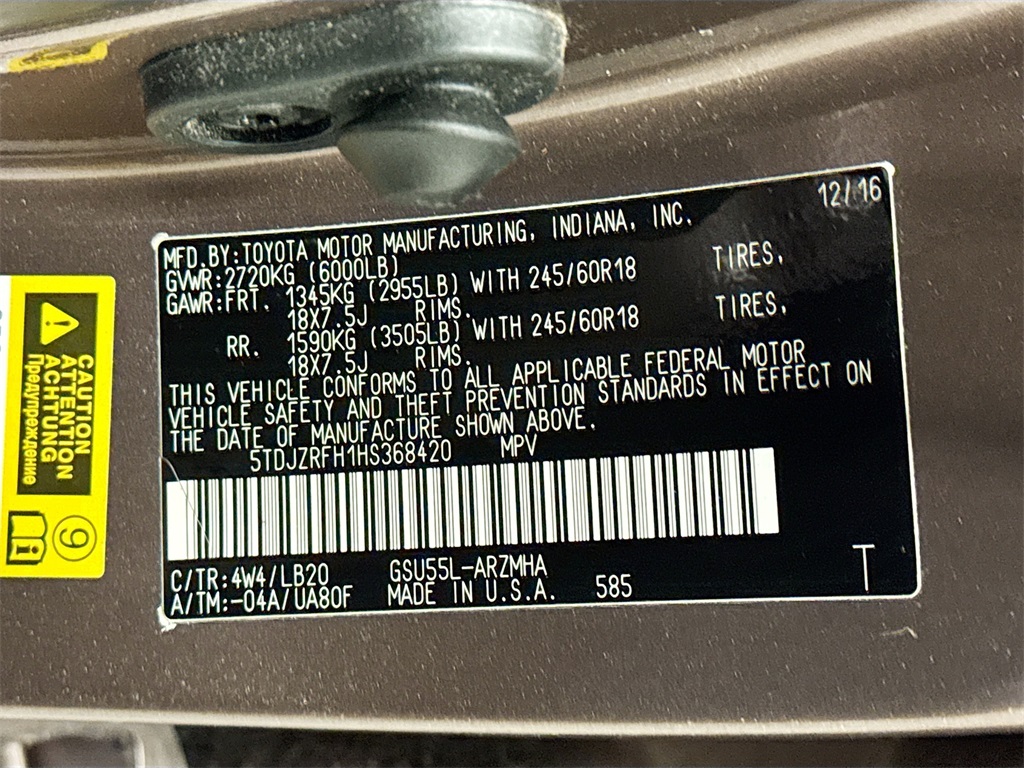 12/16
MFD.BY:TOYOTA MOTOR MANUFACTURING, INDIANA, INC.
GVWR:2720KG (6000LB)
GAWR:FRT. 1345KG (2955LB) WITH 245/60R18 TIRES,
18X7.5J RIMS.
RR. 1590KG (3505LB) WITH 245/60R18 TIRES,
18X7.5J RIMS.
THIS VEHICLE CONFORMS TO ALL APPLICABLE FEDERAL MOTOR
VEHICLE SAFETY AND THEFT PREVENTION STANDARDS IN EFFECT ON
THE DATE OF MANUFACTURE SHOWN ABOVE.
5TDJZRFH1HS368420 MPV
C/TR:4W4/LB20 GSU55L-ARZMHA
A/TM:-04A/UA80F MADE IN U.S.A. 585
T
CAUTION
ATTENTION
ACHTUNG
Предупреждение
9